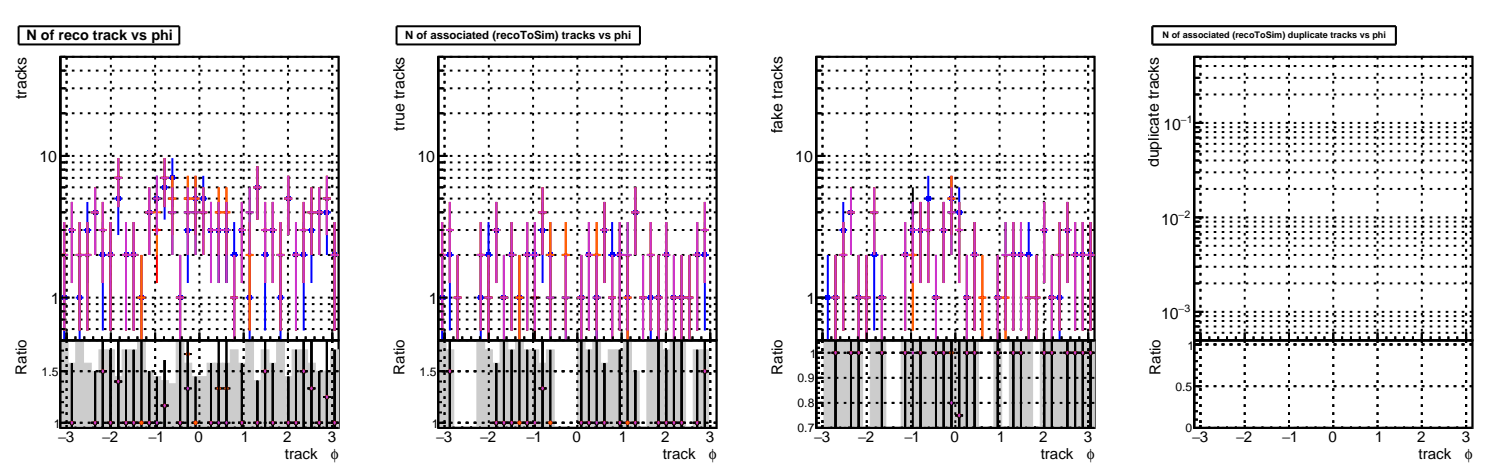 N of reco track vs phi
tracks
10
1
Ratio
1.5
1
−3 −2 −1 0 1 2 3
track ϕ
N of associated (recoToSim) tracks vs phi
true tracks
10
1
Ratio
1.5
1
−3 −2 −1 0 1 2 3
track ϕ
fake tracks
10
1
Ratio
1
0.9
0.8
0.7
−3 −2 −1 0 1 2 3
track ϕ
N of associated (recoToSim) duplicate tracks vs phi
duplicate tracks
10−1
10−2
10−3
Ratio
1
0.5
0
−3 −2 −1 0 1 2 3
track ϕ